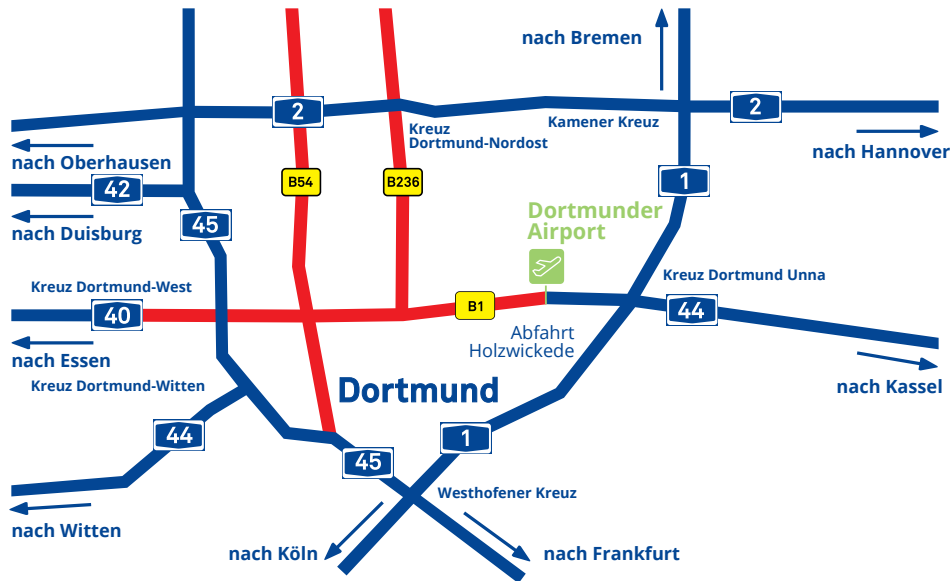 nach Bremen
2
2
Kamener Kreuz
Kreuz
Dortmund-Nordost
nach Hannover
nach Oberhausen
42
B54
B236
1
Dortmunder
Airport
45
nach Duisburg
Kreuz Dortmund-West
Kreuz Dortmund Unna
40
B1
44
Abfahrt
Holzwickede
nach Essen
Kreuz Dortmund-Witten
Dortmund
nach Kassel
44
1
45
Westhofener Kreuz
nach Witten
nach Köln
nach Frankfurt